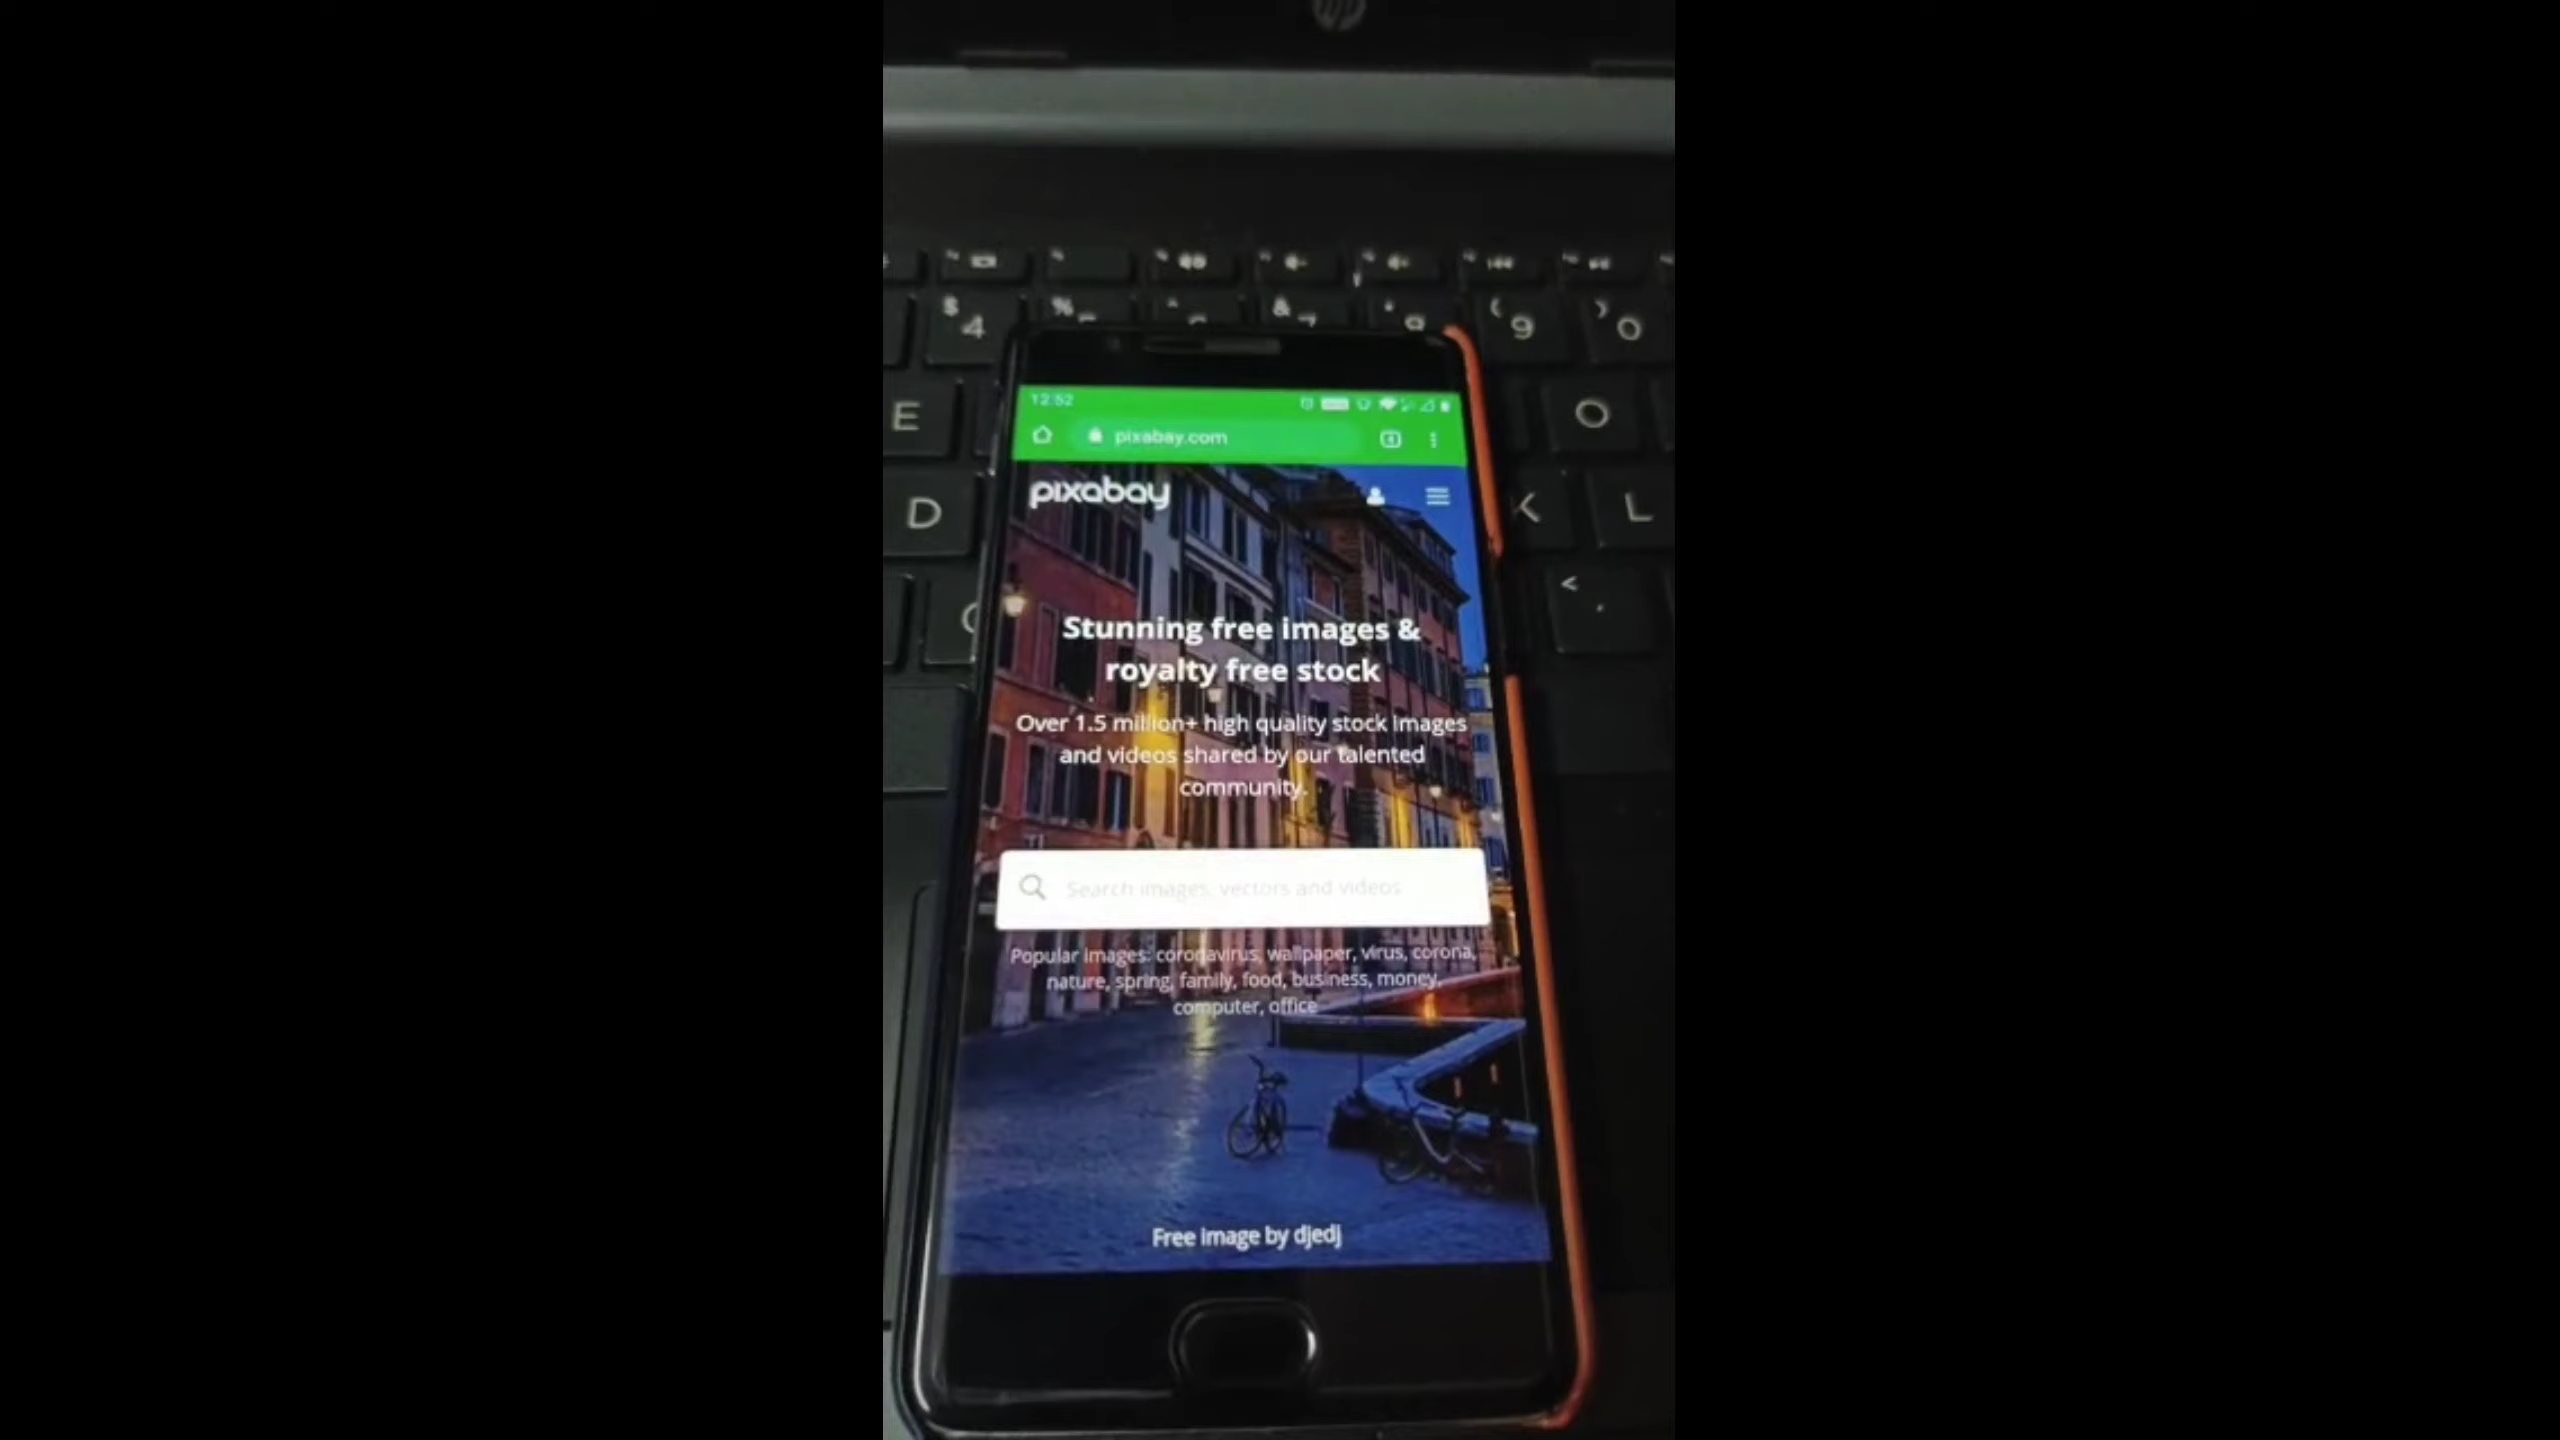 hp
$ 4 % ^ & * ( 9 ) 0
12:52
pixabay.com
E
O
pixabay
D
K L
Stunning free images &
royalty free stock
< ,
Over 1.5 million+ high quality stock images
and videos shared by our talented
community.
Search images, vectors and videos
Popular images: coronavirus, wallpaper, virus, corona,
nature, spring, family, food, business, money,
computer, office
Free image by djedj